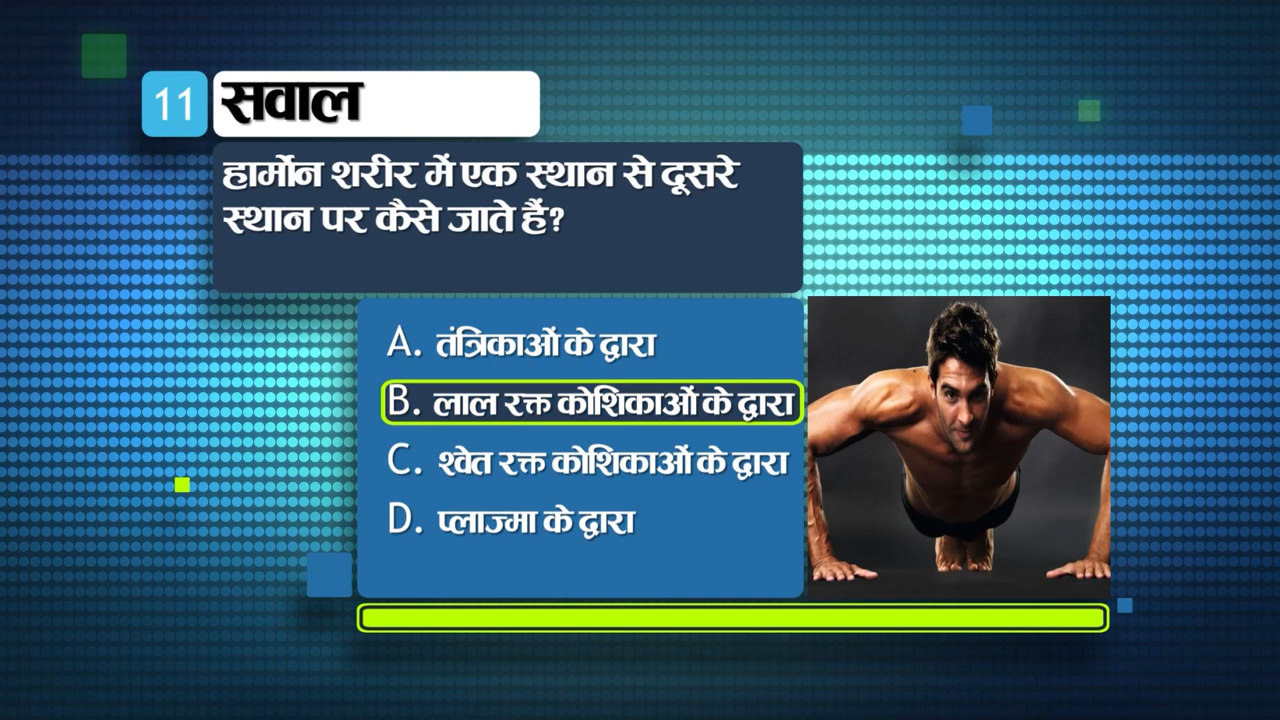 11 सवाल
हार्मोन शरीर में एक स्थान से दूसरे
स्थान पर कैसे जाते हैं?
A. तंत्रिकाओं के द्वारा
B. लाल रक्त कोशिकाओं के द्वारा
C. श्वेत रक्त कोशिकाओं के द्वारा
D. प्लाज्मा के द्वारा